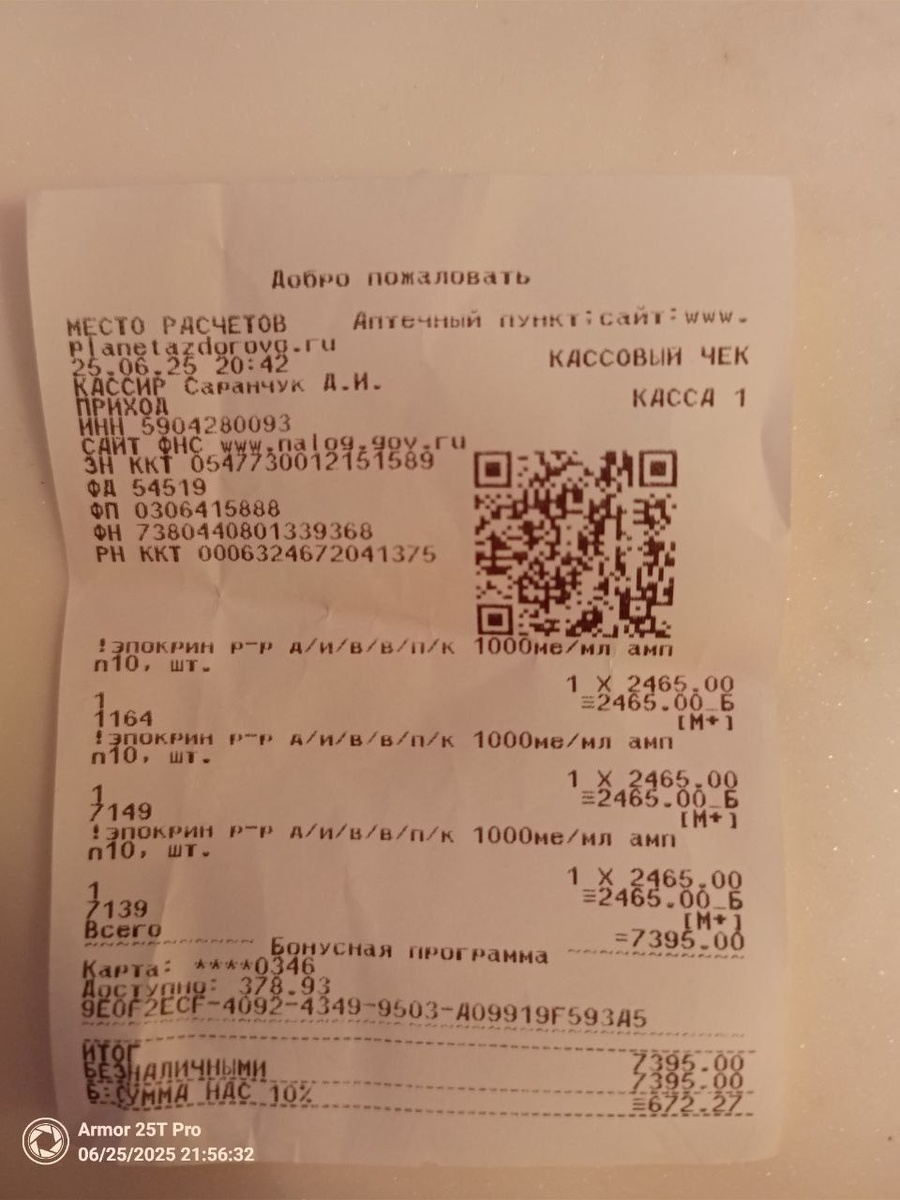 Добро пожаловать
МЕСТО РАСЧЕТОВ Аптечный пункт;сайт:www.
planetazdorovo.ru
25.06.25 20:42 КАССОВЫЙ ЧЕК
КАССИР Саранчук А.И.
ПРИХОД КАССА 1
ИНН 5904280093
САЙТ ФНС www.nalog.gov.ru
ЗН ККТ 0547730012151589
ФД 54519
ФП 0306415888
ФН 7380440801339368
РН ККТ 0006324672041375
!эпокрин р-р д/и/в/в/п/к 1000ме/мл амп
п10, шт.
1 X 2465.00
1 =2465.00_Б
1164 [M+]
!эпокрин р-р д/и/в/в/п/к 1000ме/мл амп
п10, шт.
1 X 2465.00
1 =2465.00_Б
7149 [M+]
!эпокрин р-р д/и/в/в/п/к 1000ме/мл амп
п10, шт.
1 X 2465.00
1 =2465.00_Б
7139 [M+]
Всего =7395.00
Бонусная программа
Карта: ****0346
Доступно: 378.93
9E0F2ECF-4092-4349-9503-A09919F593A5
ИТОГ 7395.00
БЕЗНАЛИЧНЫМИ 7395.00
Б:СУММА НДС 10% =672.27
Armor 25T Pro
06/25/2025 21:56:32